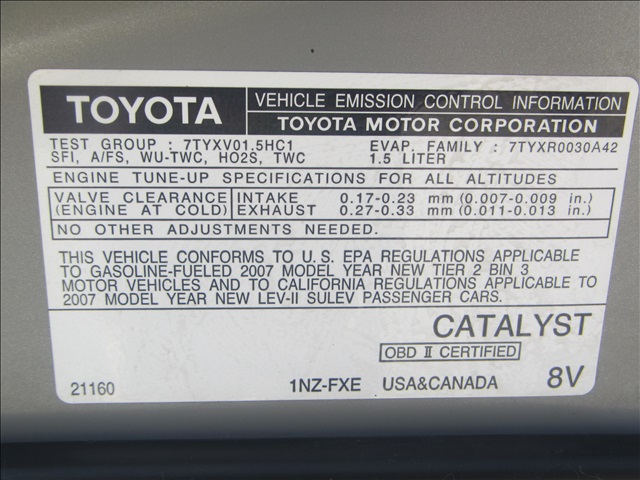 TOYOTA
VEHICLE EMISSION CONTROL INFORMATION
TOYOTA MOTOR CORPORATION
TEST GROUP : 7TYXV01.5HC1 EVAP. FAMILY : 7TYXR0030A42
SFI, A/FS, WU-TWC, HO2S, TWC 1.5 LITER
ENGINE TUNE-UP SPECIFICATIONS FOR ALL ALTITUDES
VALVE CLEARANCE INTAKE 0.17-0.23 mm (0.007-0.009 in.)
(ENGINE AT COLD) EXHAUST 0.27-0.33 mm (0.011-0.013 in.)
NO OTHER ADJUSTMENTS NEEDED.
THIS VEHICLE CONFORMS TO U.S. EPA REGULATIONS APPLICABLE
TO GASOLINE-FUELED 2007 MODEL YEAR NEW TIER 2 BIN 3
MOTOR VEHICLES AND TO CALIFORNIA REGULATIONS APPLICABLE TO
2007 MODEL YEAR NEW LEV-II SULEV PASSENGER CARS.
CATALYST
OBD II CERTIFIED
21160 1NZ-FXE USA&CANADA 8V